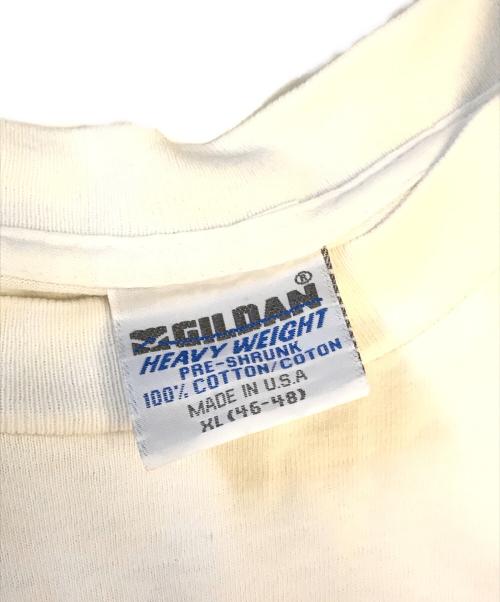 GILDAN®
HEAVY WEIGHT
PRE-SHRUNK
100% COTTON/COTON
MADE IN U.S.A
XL (46-48)